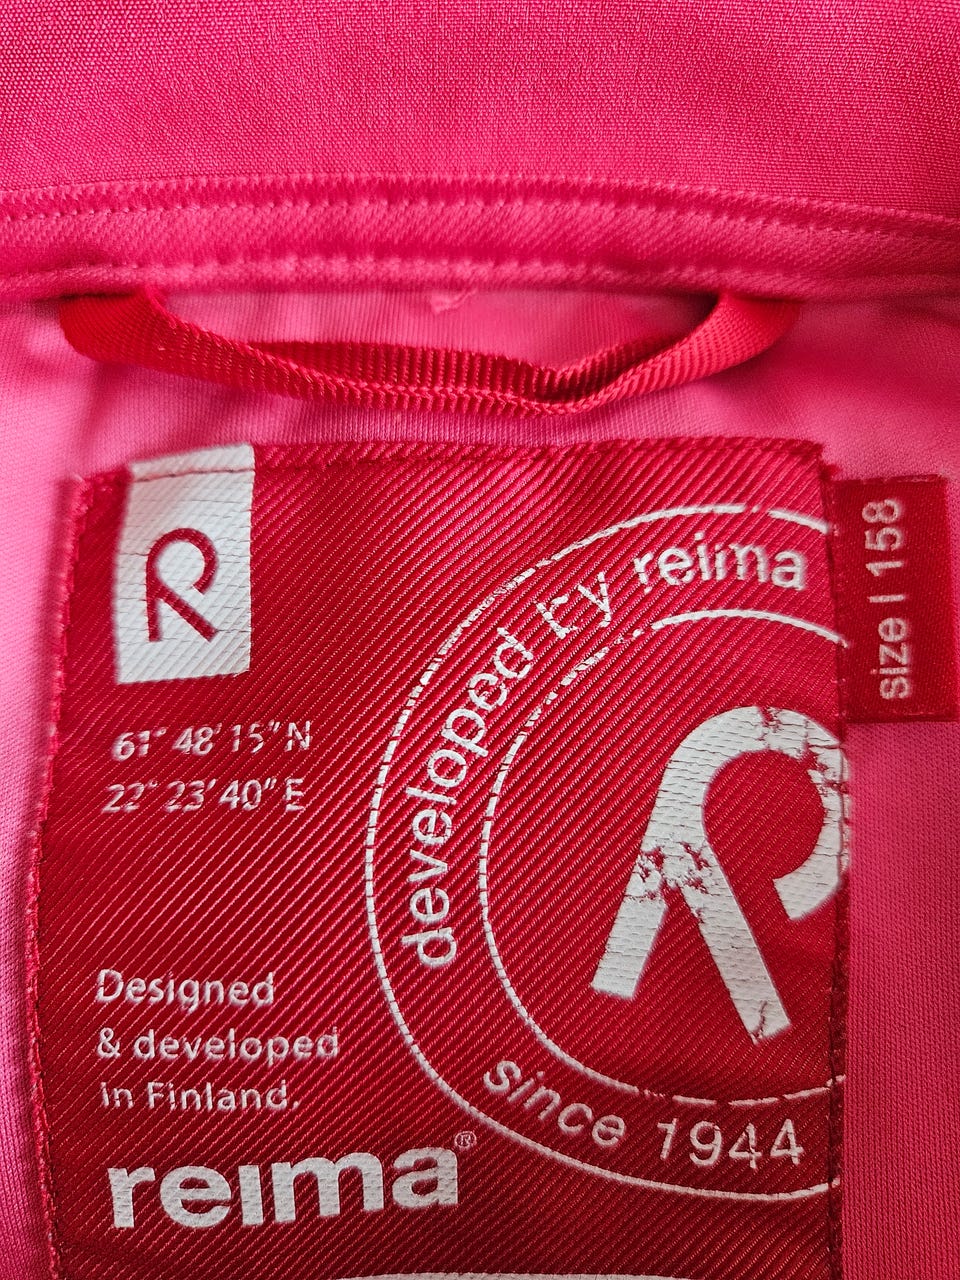 developed by reima
size | 158
61° 48' 15" N
22° 23' 40" E
Designed
& developed
in Finland.
since 1944
reima®